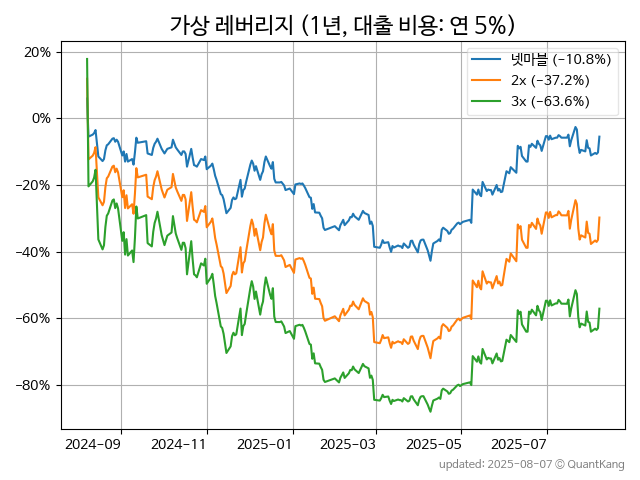 가상 레버리지 (1년, 대출 비용: 연 5%)
넷마블 (−10.8%)
2x (−37.2%)
3x (−63.6%)
20%
0%
−20%
−40%
−60%
−80%
2024-09
2024-11
2025-01
2025-03
2025-05
2025-07
updated: 2025-08-07 © QuantKang